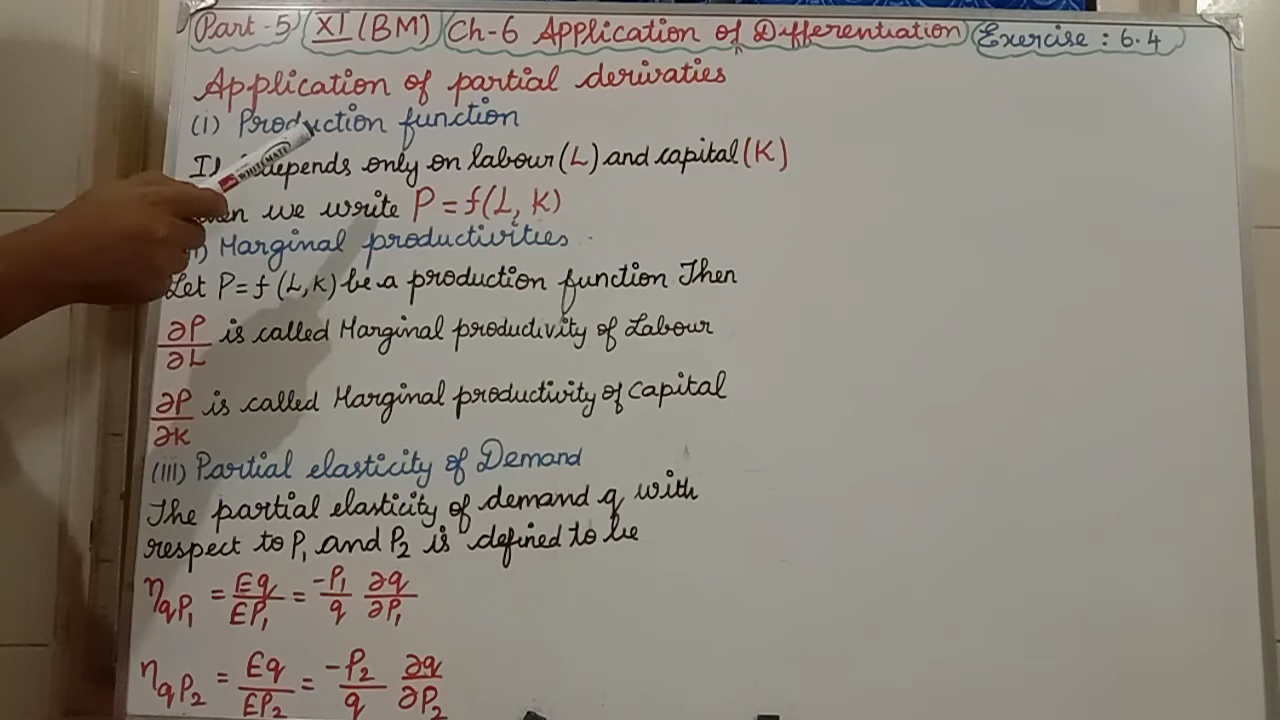 Part-5 XI (BM) Ch-6 Application of Differentiation Exercise : 6.4
Application of partial derivaties
(i) Production function
depends only on labour (L) and capital (K)
we write P = f(L, K)
Marginal productivities
Let P = f (L, K) be a production function Then
∂P/∂L is called Marginal productivity of Labour
∂P/∂K is called Marginal productivity of Capital
(iii) Partial elasticity of Demand
The partial elasticity of demand q with
respect to P₁ and P₂ is defined to be
η qP₁ = Eq/EP₁ = -P₁/q ∂q/∂P₁
η qP₂ = Eq/EP₂ = -P₂/q ∂q/∂P₂
WHITEMATE